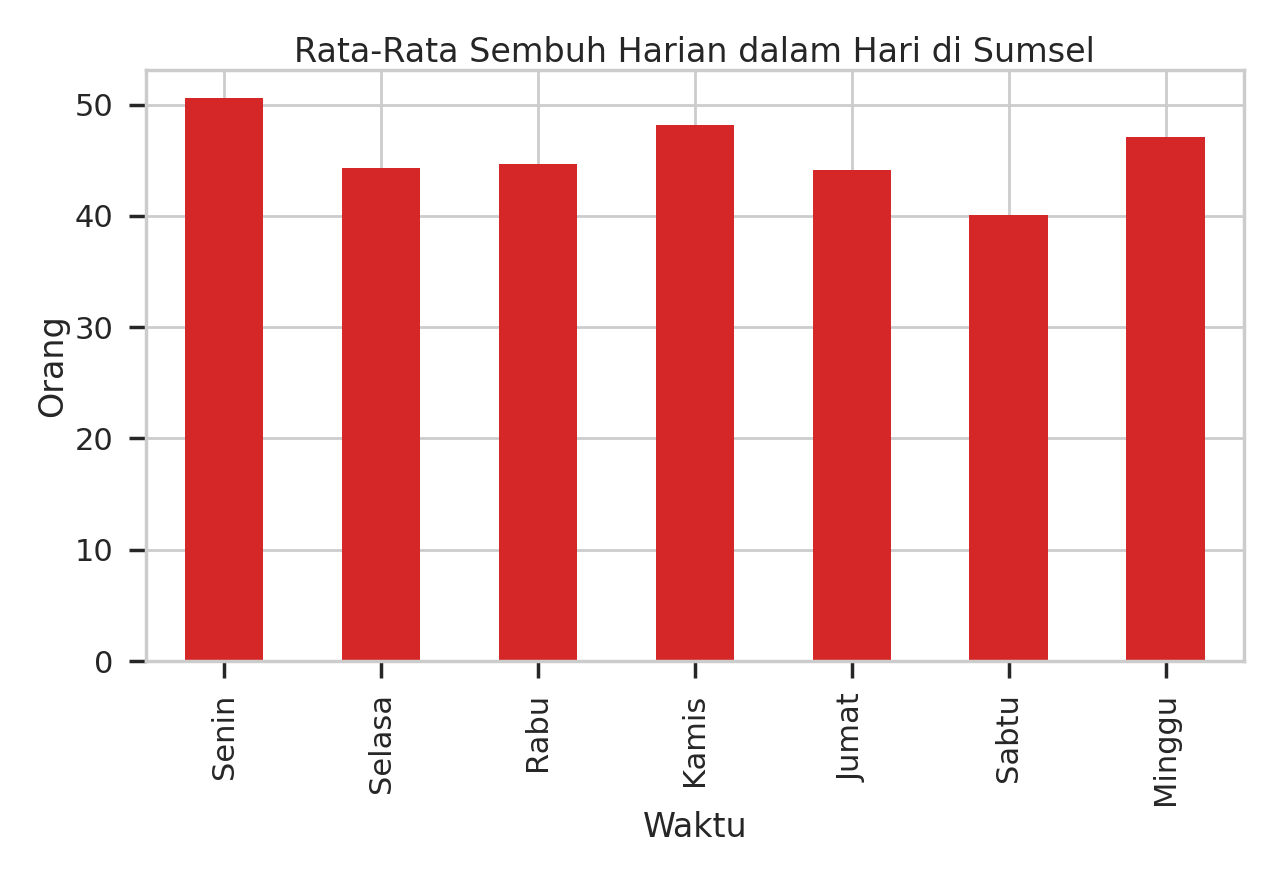 Rata-Rata Sembuh Harian dalam Hari di Sumsel
Orang
50
40
30
20
10
0
Senin
Selasa
Rabu
Kamis
Jumat
Sabtu
Minggu
Waktu